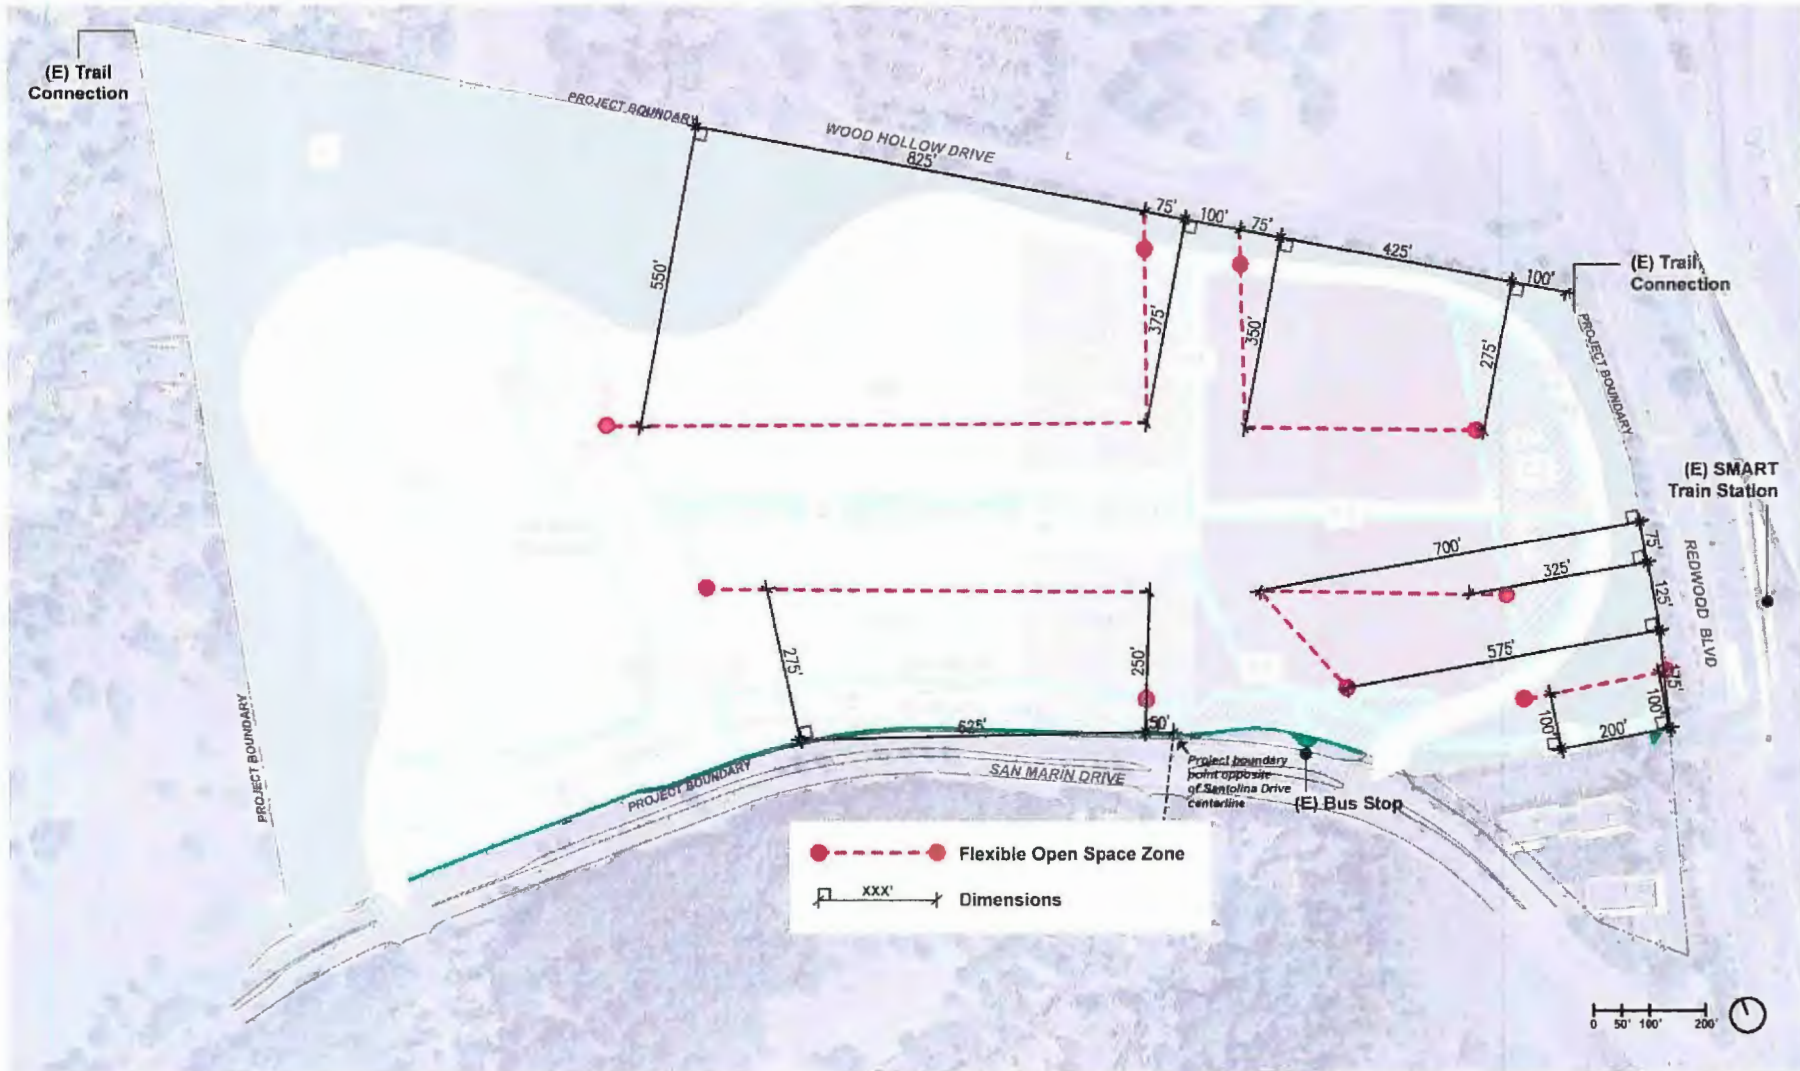 (E) Trail
Connection
PROJECT BOUNDARY
WOOD HOLLOW DRIVE
825'
75'
100'
75'
425'
100'
(E) Trail
Connection
550'
375'
350'
275'
PROJECT BOUNDARY
(E) SMART
Train Station
700'
75'
325'
125'
REDWOOD BLVD
575'
75'
100'
100'
200'
275'
250'
625'
50'
PROJECT BOUNDARY
PROJECT BOUNDARY
SAN MARIN DRIVE
Project boundary
point opposite
of Santolina Drive
centerline
(E) Bus Stop
Flexible Open Space Zone
XXX'
Dimensions
0 50' 100' 200'